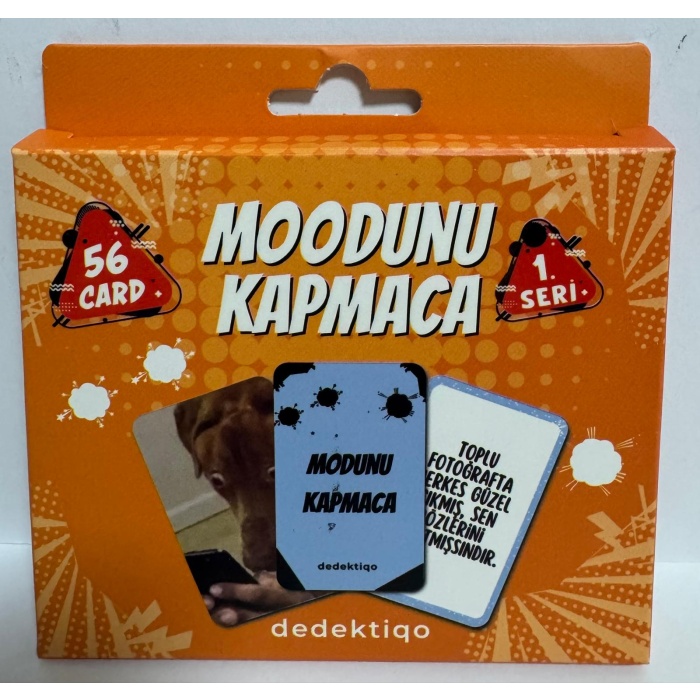 MOODUNU
KAPMACA
56
CARD
1.
SERİ
MODUNU
KAPMACA
dedektiqo
TOPLU
FOTOĞRAFTA
ERKES GÜZEL
IKMIŞ, SEN
ÖZLERİNİ
TMIŞSINDIR.
dedektiqo